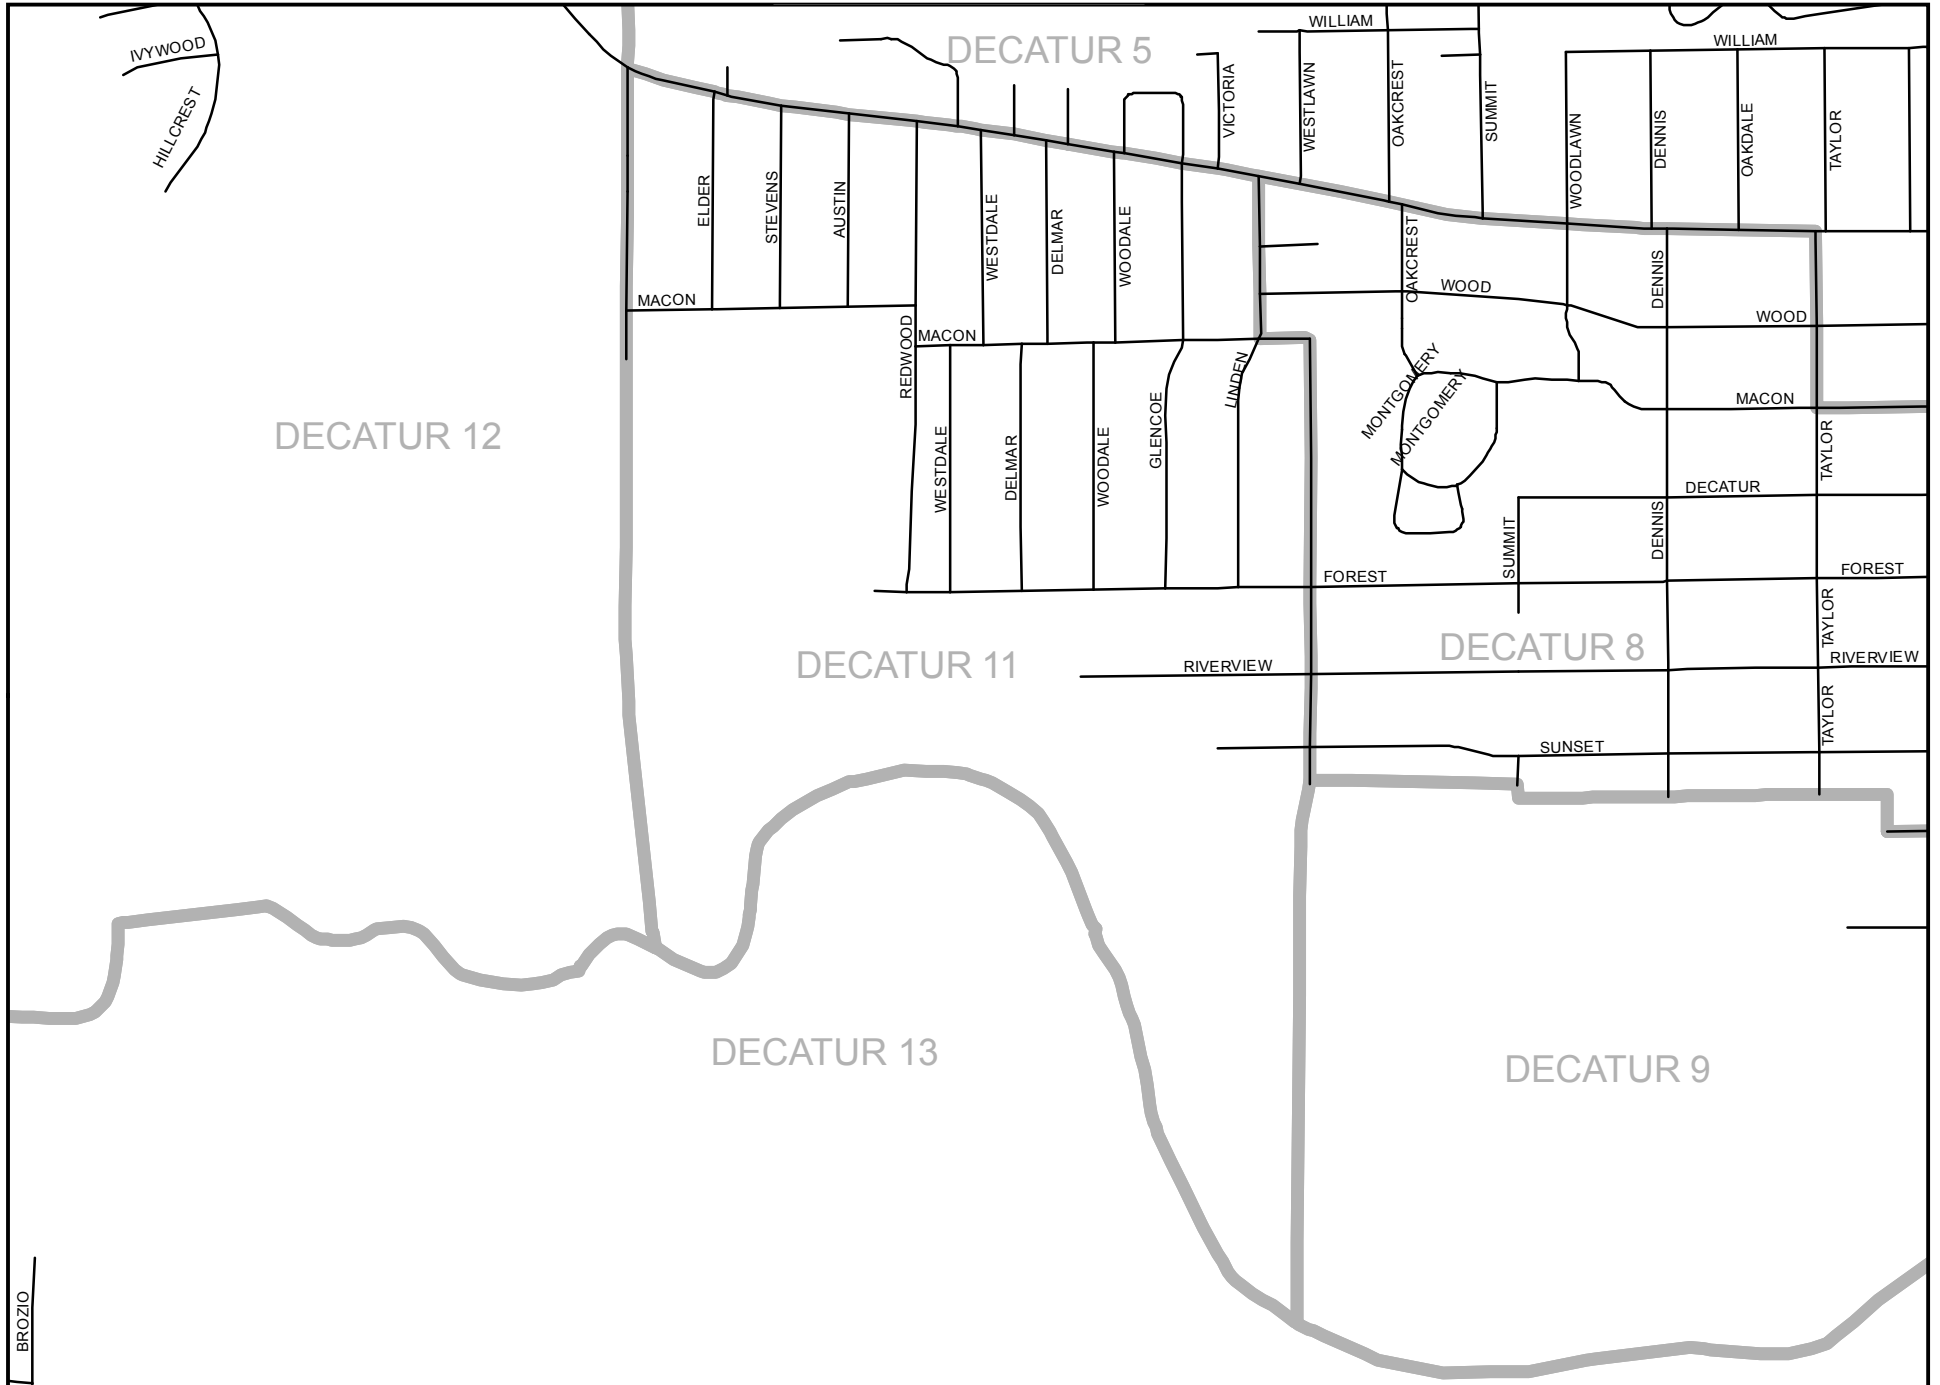 WILLIAM
IVYWOOD
DECATUR 5
WILLIAM
HILLCREST
VICTORIA
WESTLAWN
OAKCREST
SUMMIT
WOODLAWN
DENNIS
OAKDALE
TAYLOR
ELDER
STEVENS
AUSTIN
WESTDALE
DELMAR
WOODALE
OAKCREST
DENNIS
WOOD
MACON
WOOD
MACON
REDWOOD
LINDEN
MONTGOMERY
MONTGOMERY
MACON
DECATUR 12
WESTDALE
DELMAR
WOODALE
GLENCOE
TAYLOR
DECATUR
SUMMIT
DENNIS
FOREST
FOREST
TAYLOR
DECATUR 8
DECATUR 11
RIVERVIEW
RIVERVIEW
TAYLOR
SUNSET
DECATUR 13
DECATUR 9
BROZIO